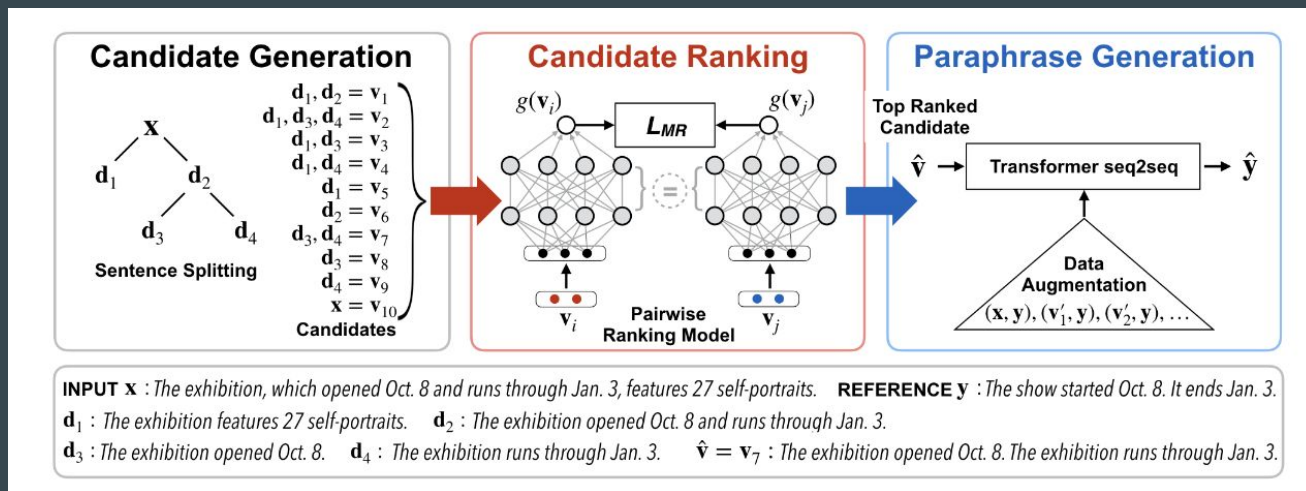 Candidate Generation
x
d1
d2
d3
d4
Sentence Splitting
d1, d2 = v1
d1, d3, d4 = v2
d1, d3 = v3
d1, d4 = v4
d1 = v5
d2 = v6
d3, d4 = v7
d3 = v8
d4 = v9
x = v10
Candidates
Candidate Ranking
g(vi)
LMR
g(vj)
=
vi
Pairwise
Ranking Model
vj
Paraphrase Generation
Top Ranked
Candidate
v̂
Transformer seq2seq
ŷ
Data
Augmentation
(x, y), (v′1, y), (v′2, y), …
INPUT x : The exhibition, which opened Oct. 8 and runs through Jan. 3, features 27 self-portraits. REFERENCE y : The show started Oct. 8. It ends Jan. 3.
d1 : The exhibition features 27 self-portraits. d2 : The exhibition opened Oct. 8 and runs through Jan. 3.
d3 : The exhibition opened Oct. 8. d4 : The exhibition runs through Jan. 3. v̂ = v7 : The exhibition opened Oct. 8. The exhibition runs through Jan. 3.